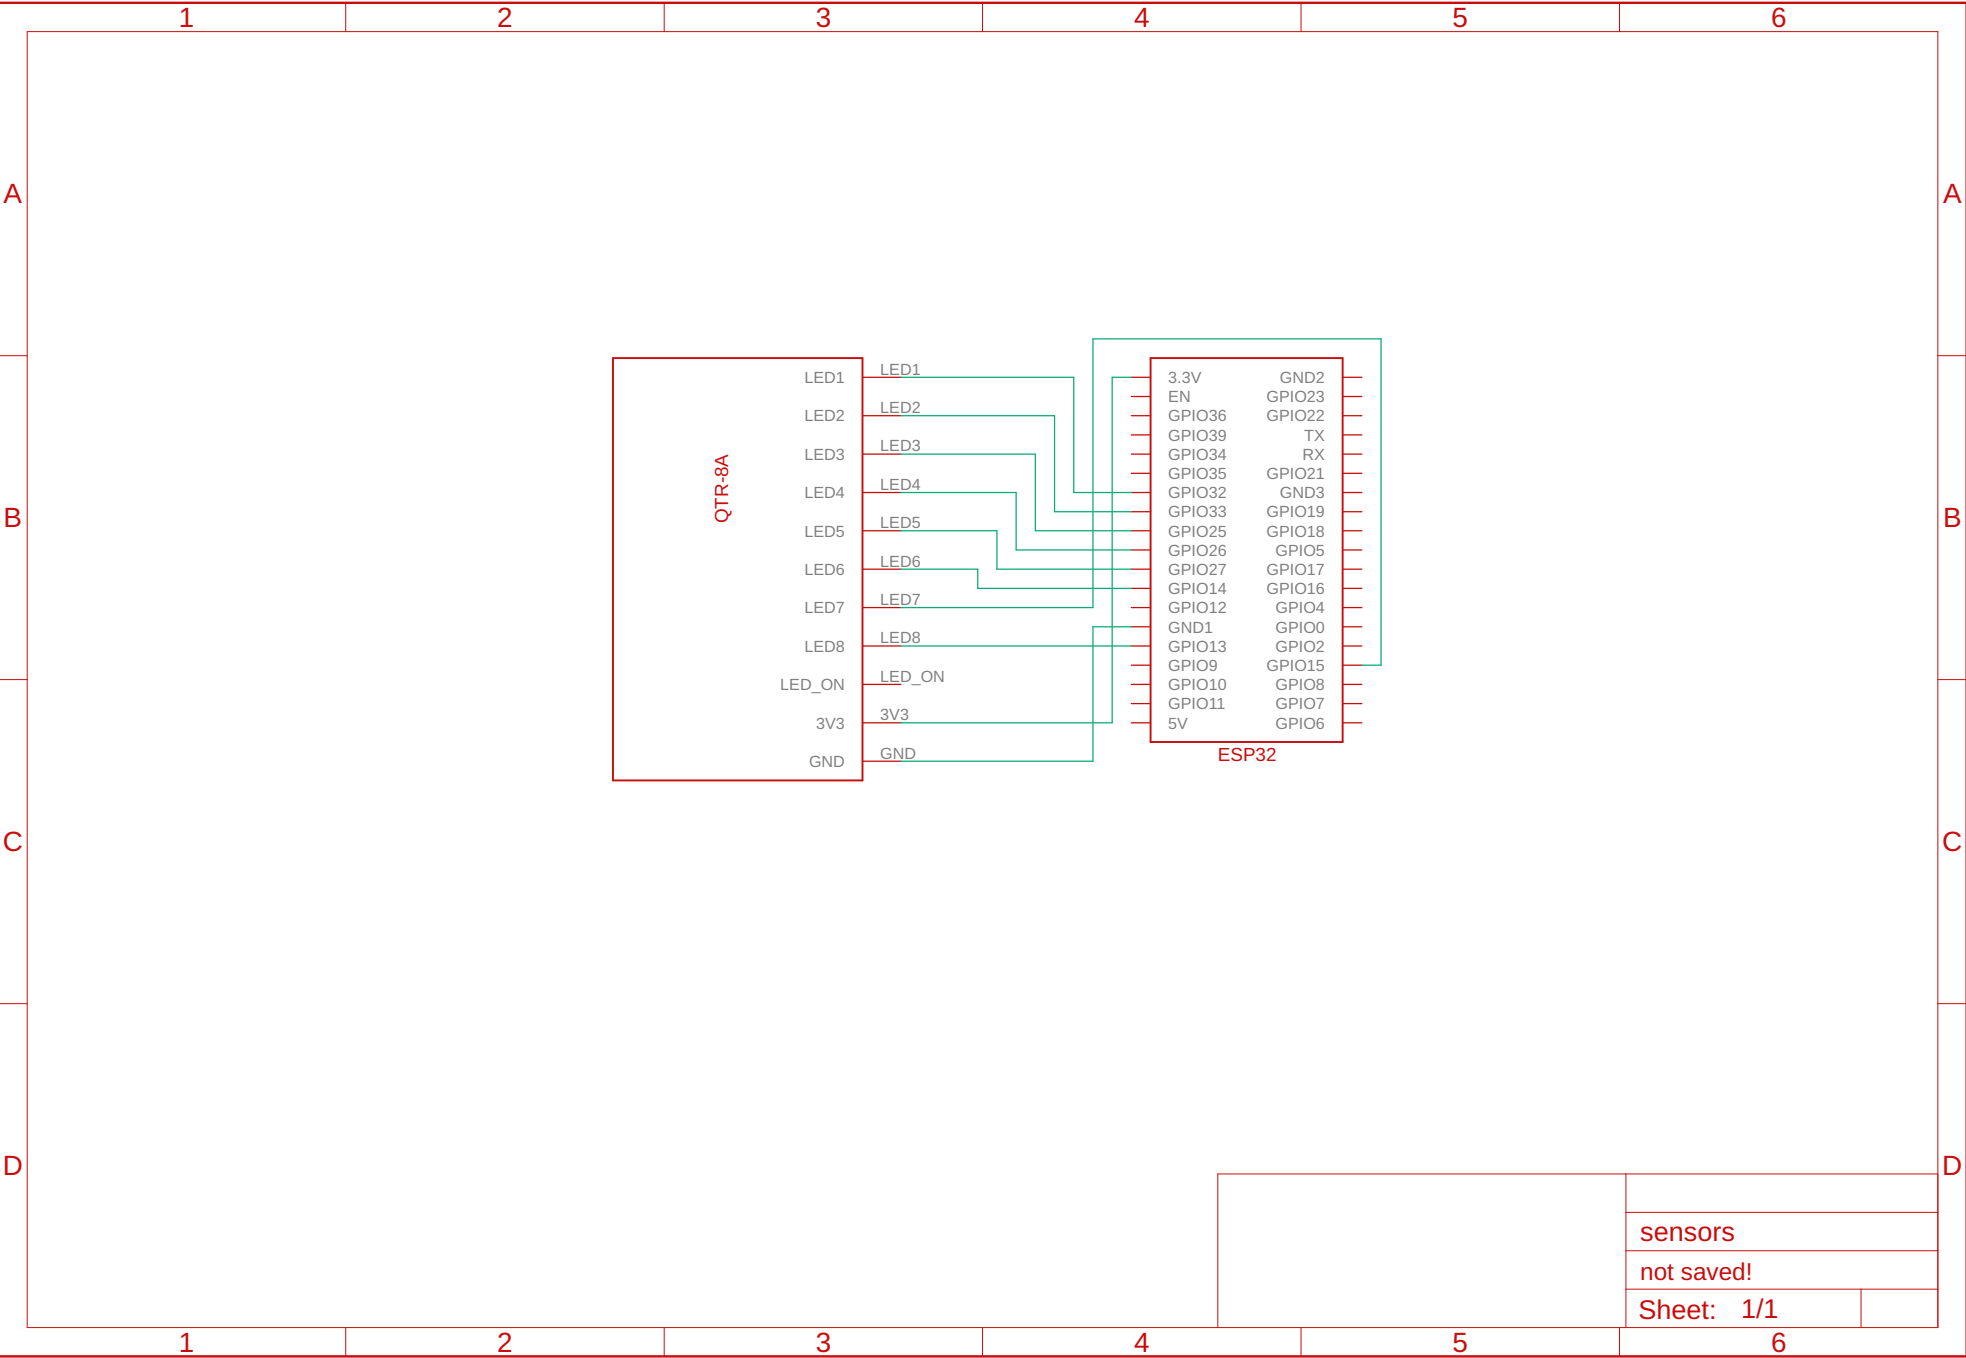 1 2 3 4 5 6
A A
B B
C C
D D
QTR-8A
LED1 LED1
LED2 LED2
LED3 LED3
LED4 LED4
LED5 LED5
LED6 LED6
LED7 LED7
LED8 LED8
LED_ON LED_ON
3V3 3V3
GND GND
3.3V GND2
EN GPIO23
GPIO36 GPIO22
GPIO39 TX
GPIO34 RX
GPIO35 GPIO21
GPIO32 GND3
GPIO33 GPIO19
GPIO25 GPIO18
GPIO26 GPIO5
GPIO27 GPIO17
GPIO14 GPIO16
GPIO12 GPIO4
GND1 GPIO0
GPIO13 GPIO2
GPIO9 GPIO15
GPIO10 GPIO8
GPIO11 GPIO7
5V GPIO6
ESP32
sensors
not saved!
Sheet: 1/1
1 2 3 4 5 6